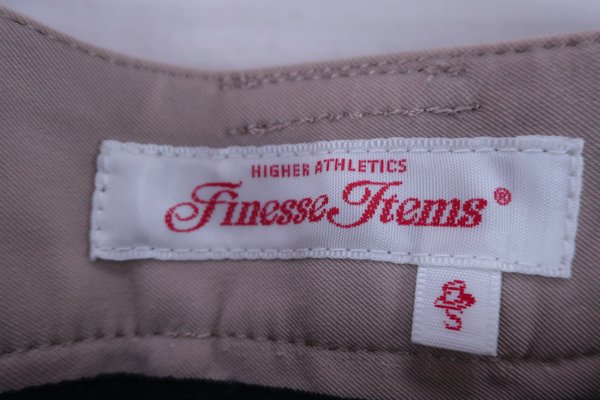 HIGHER ATHLETICS
Finesse Items®
S